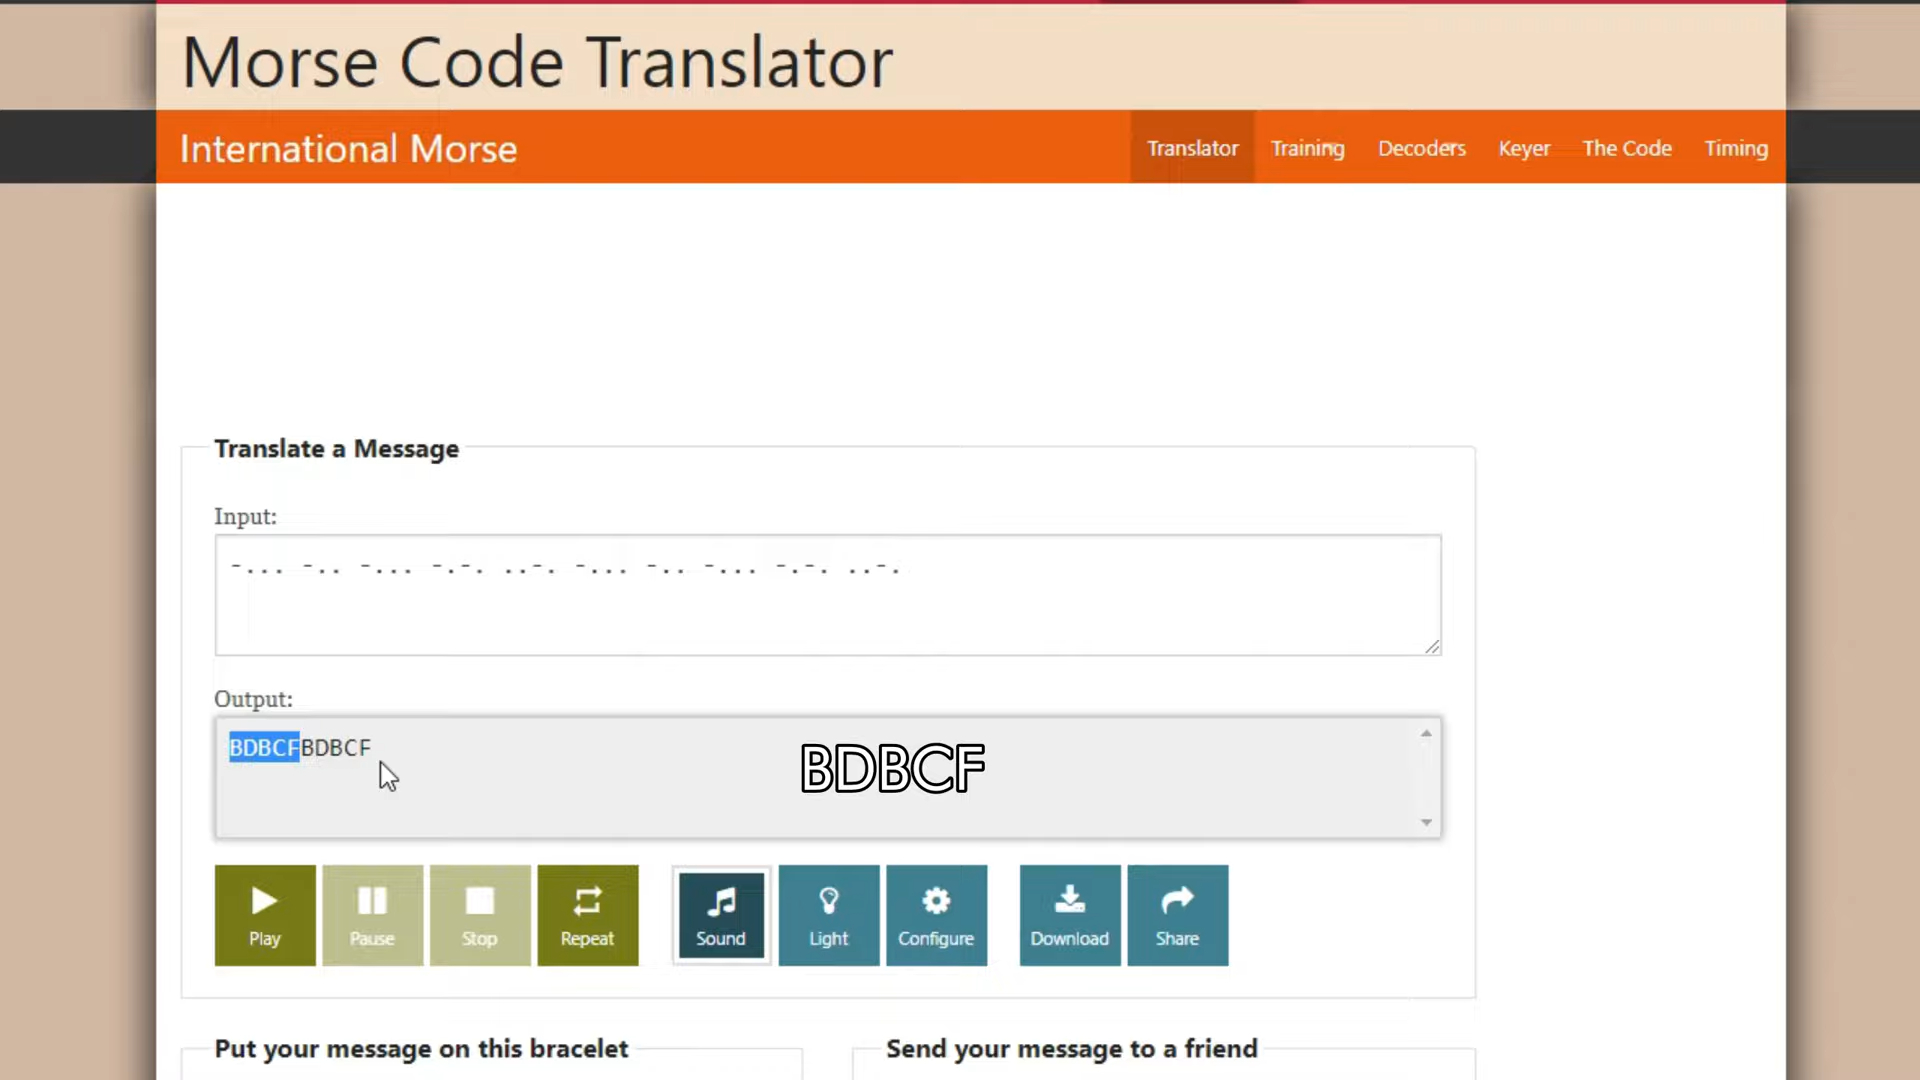 Morse Code Translator
International Morse
Translator Training Decoders Keyer The Code Timing
Translate a Message
Input:
-... -.. -... -.-. ..-. -... -.. -... -.-. ..-.
Output:
BDBCFBDBCF
BDBCF
Play Pause Stop Repeat Sound Light Configure Download Share
Put your message on this bracelet
Send your message to a friend